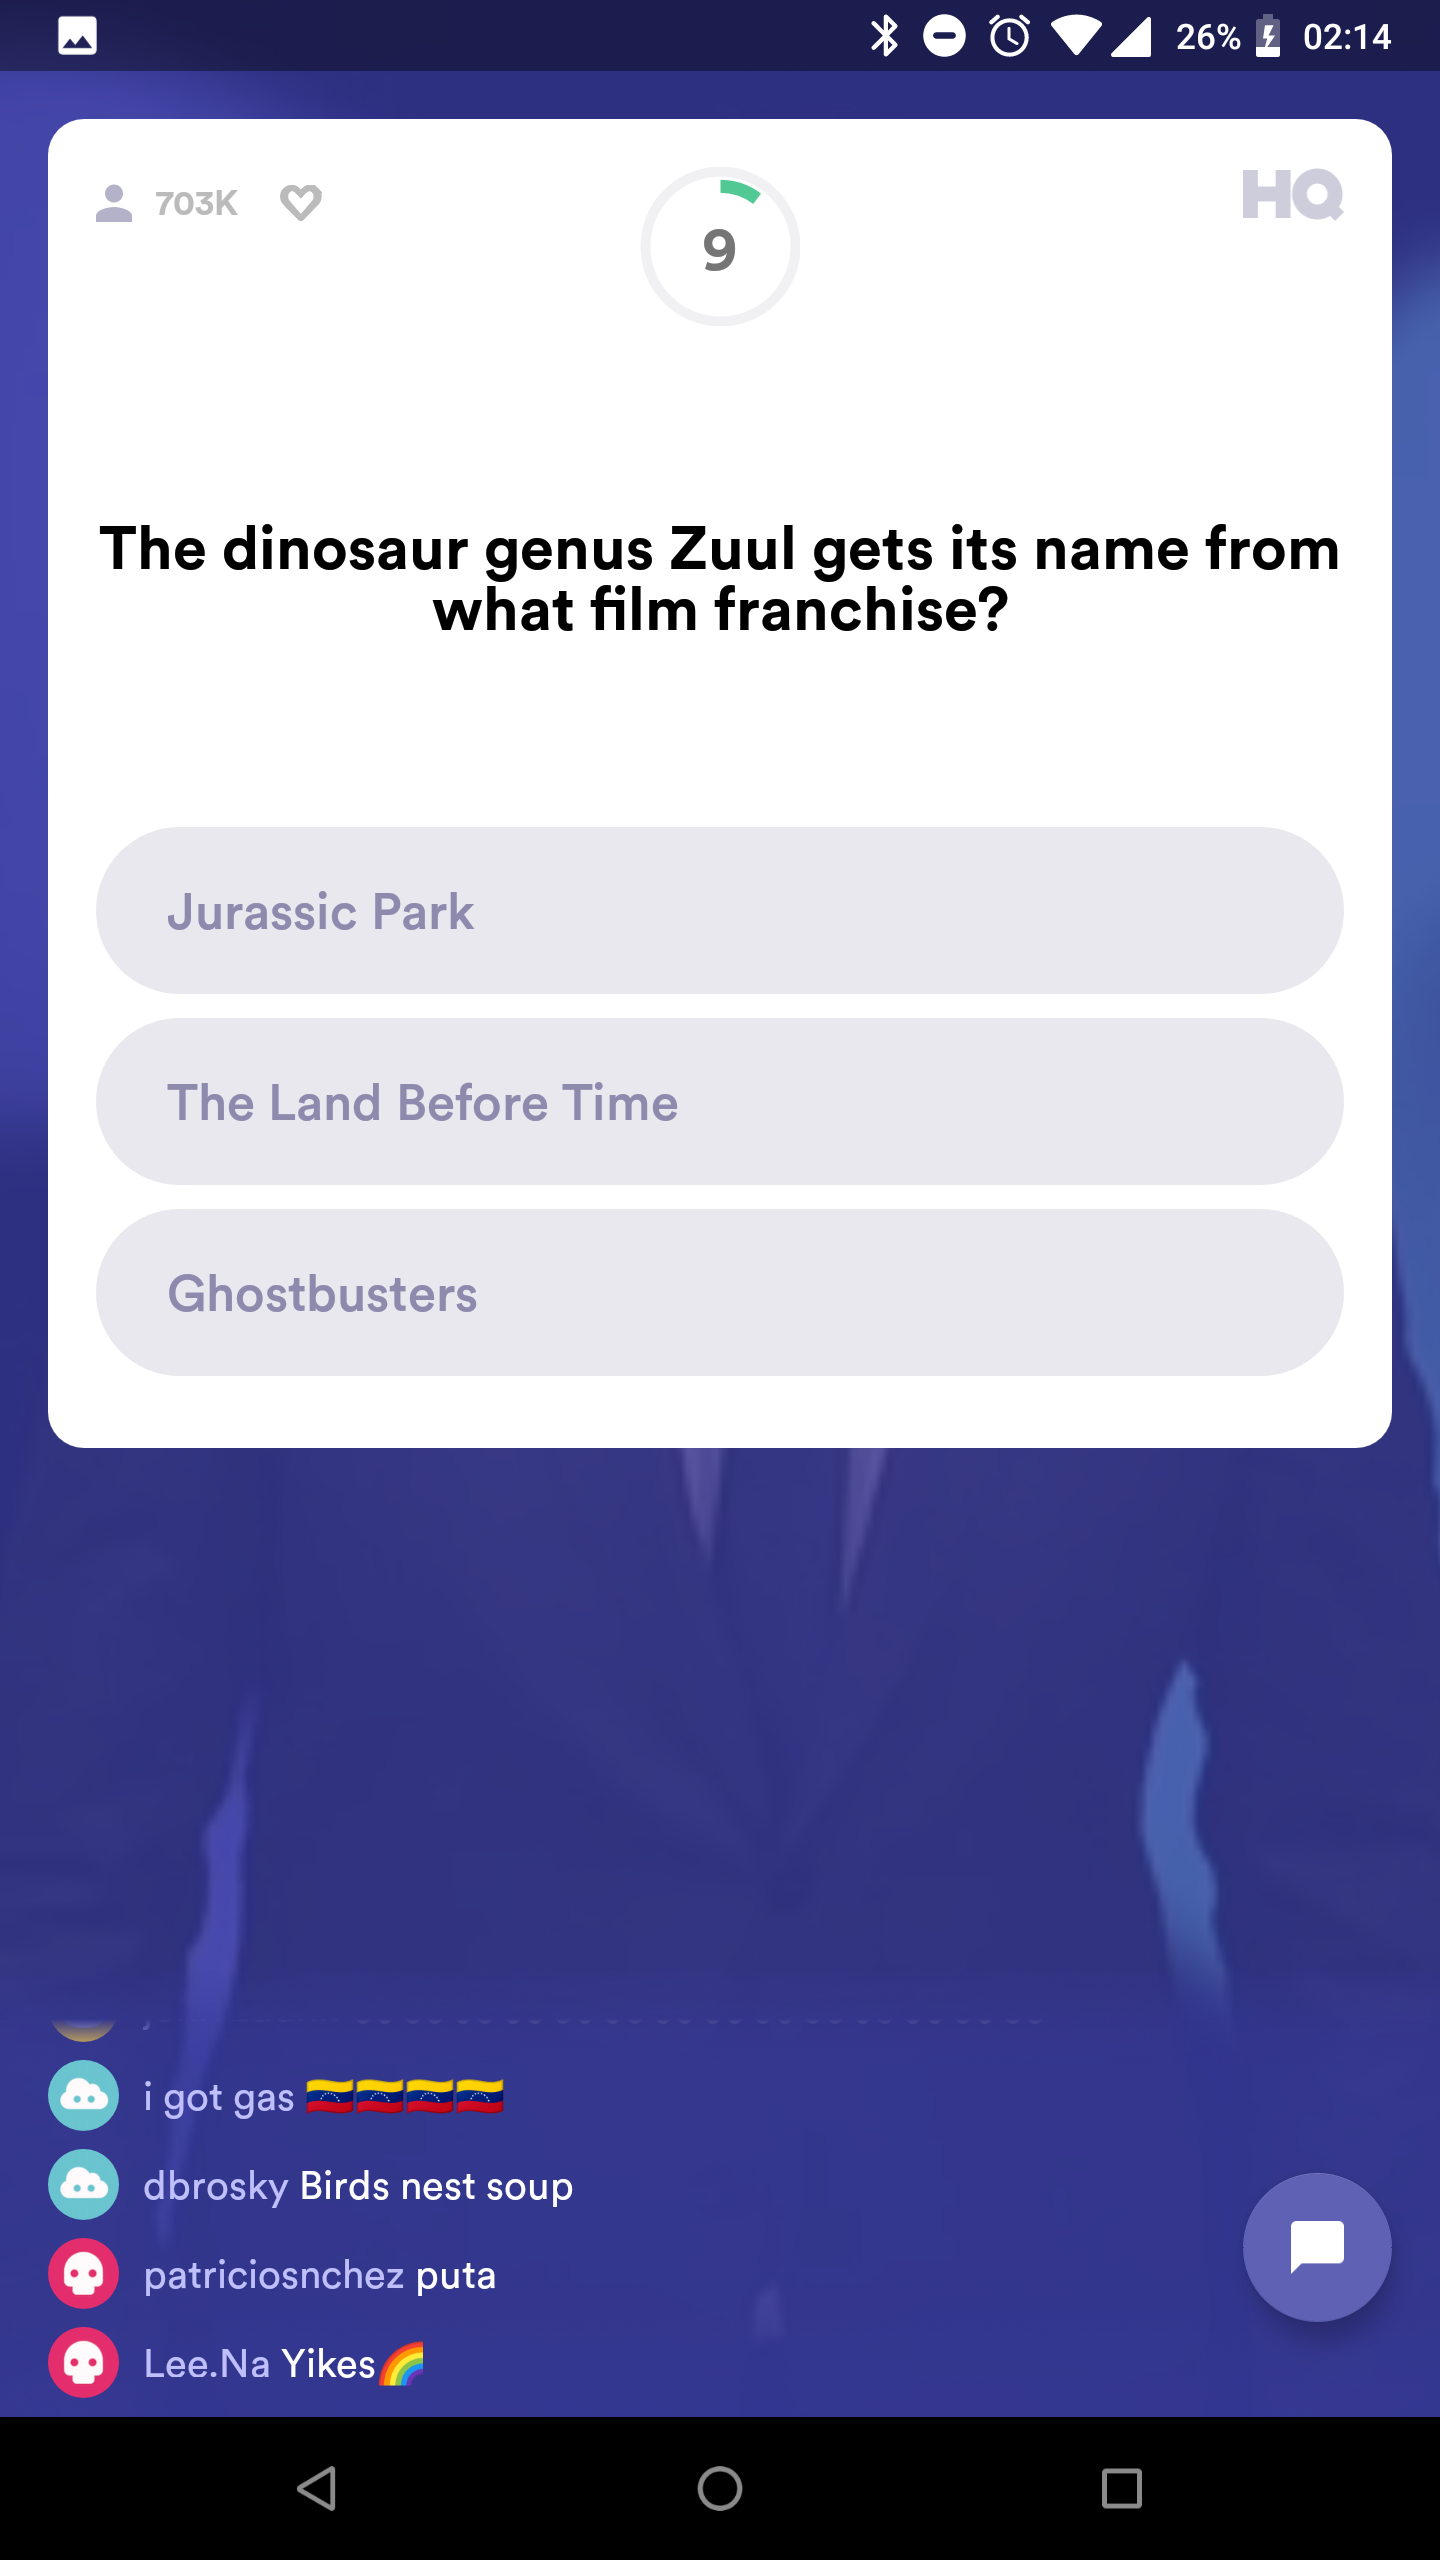 26% 02:14
703K
9
HQ
The dinosaur genus Zuul gets its name from
what film franchise?
Jurassic Park
The Land Before Time
Ghostbusters
i got gas 🇻🇪🇻🇪🇻🇪🇻🇪
dbrosky Birds nest soup
patriciosnchez puta
Lee.Na Yikes🌈